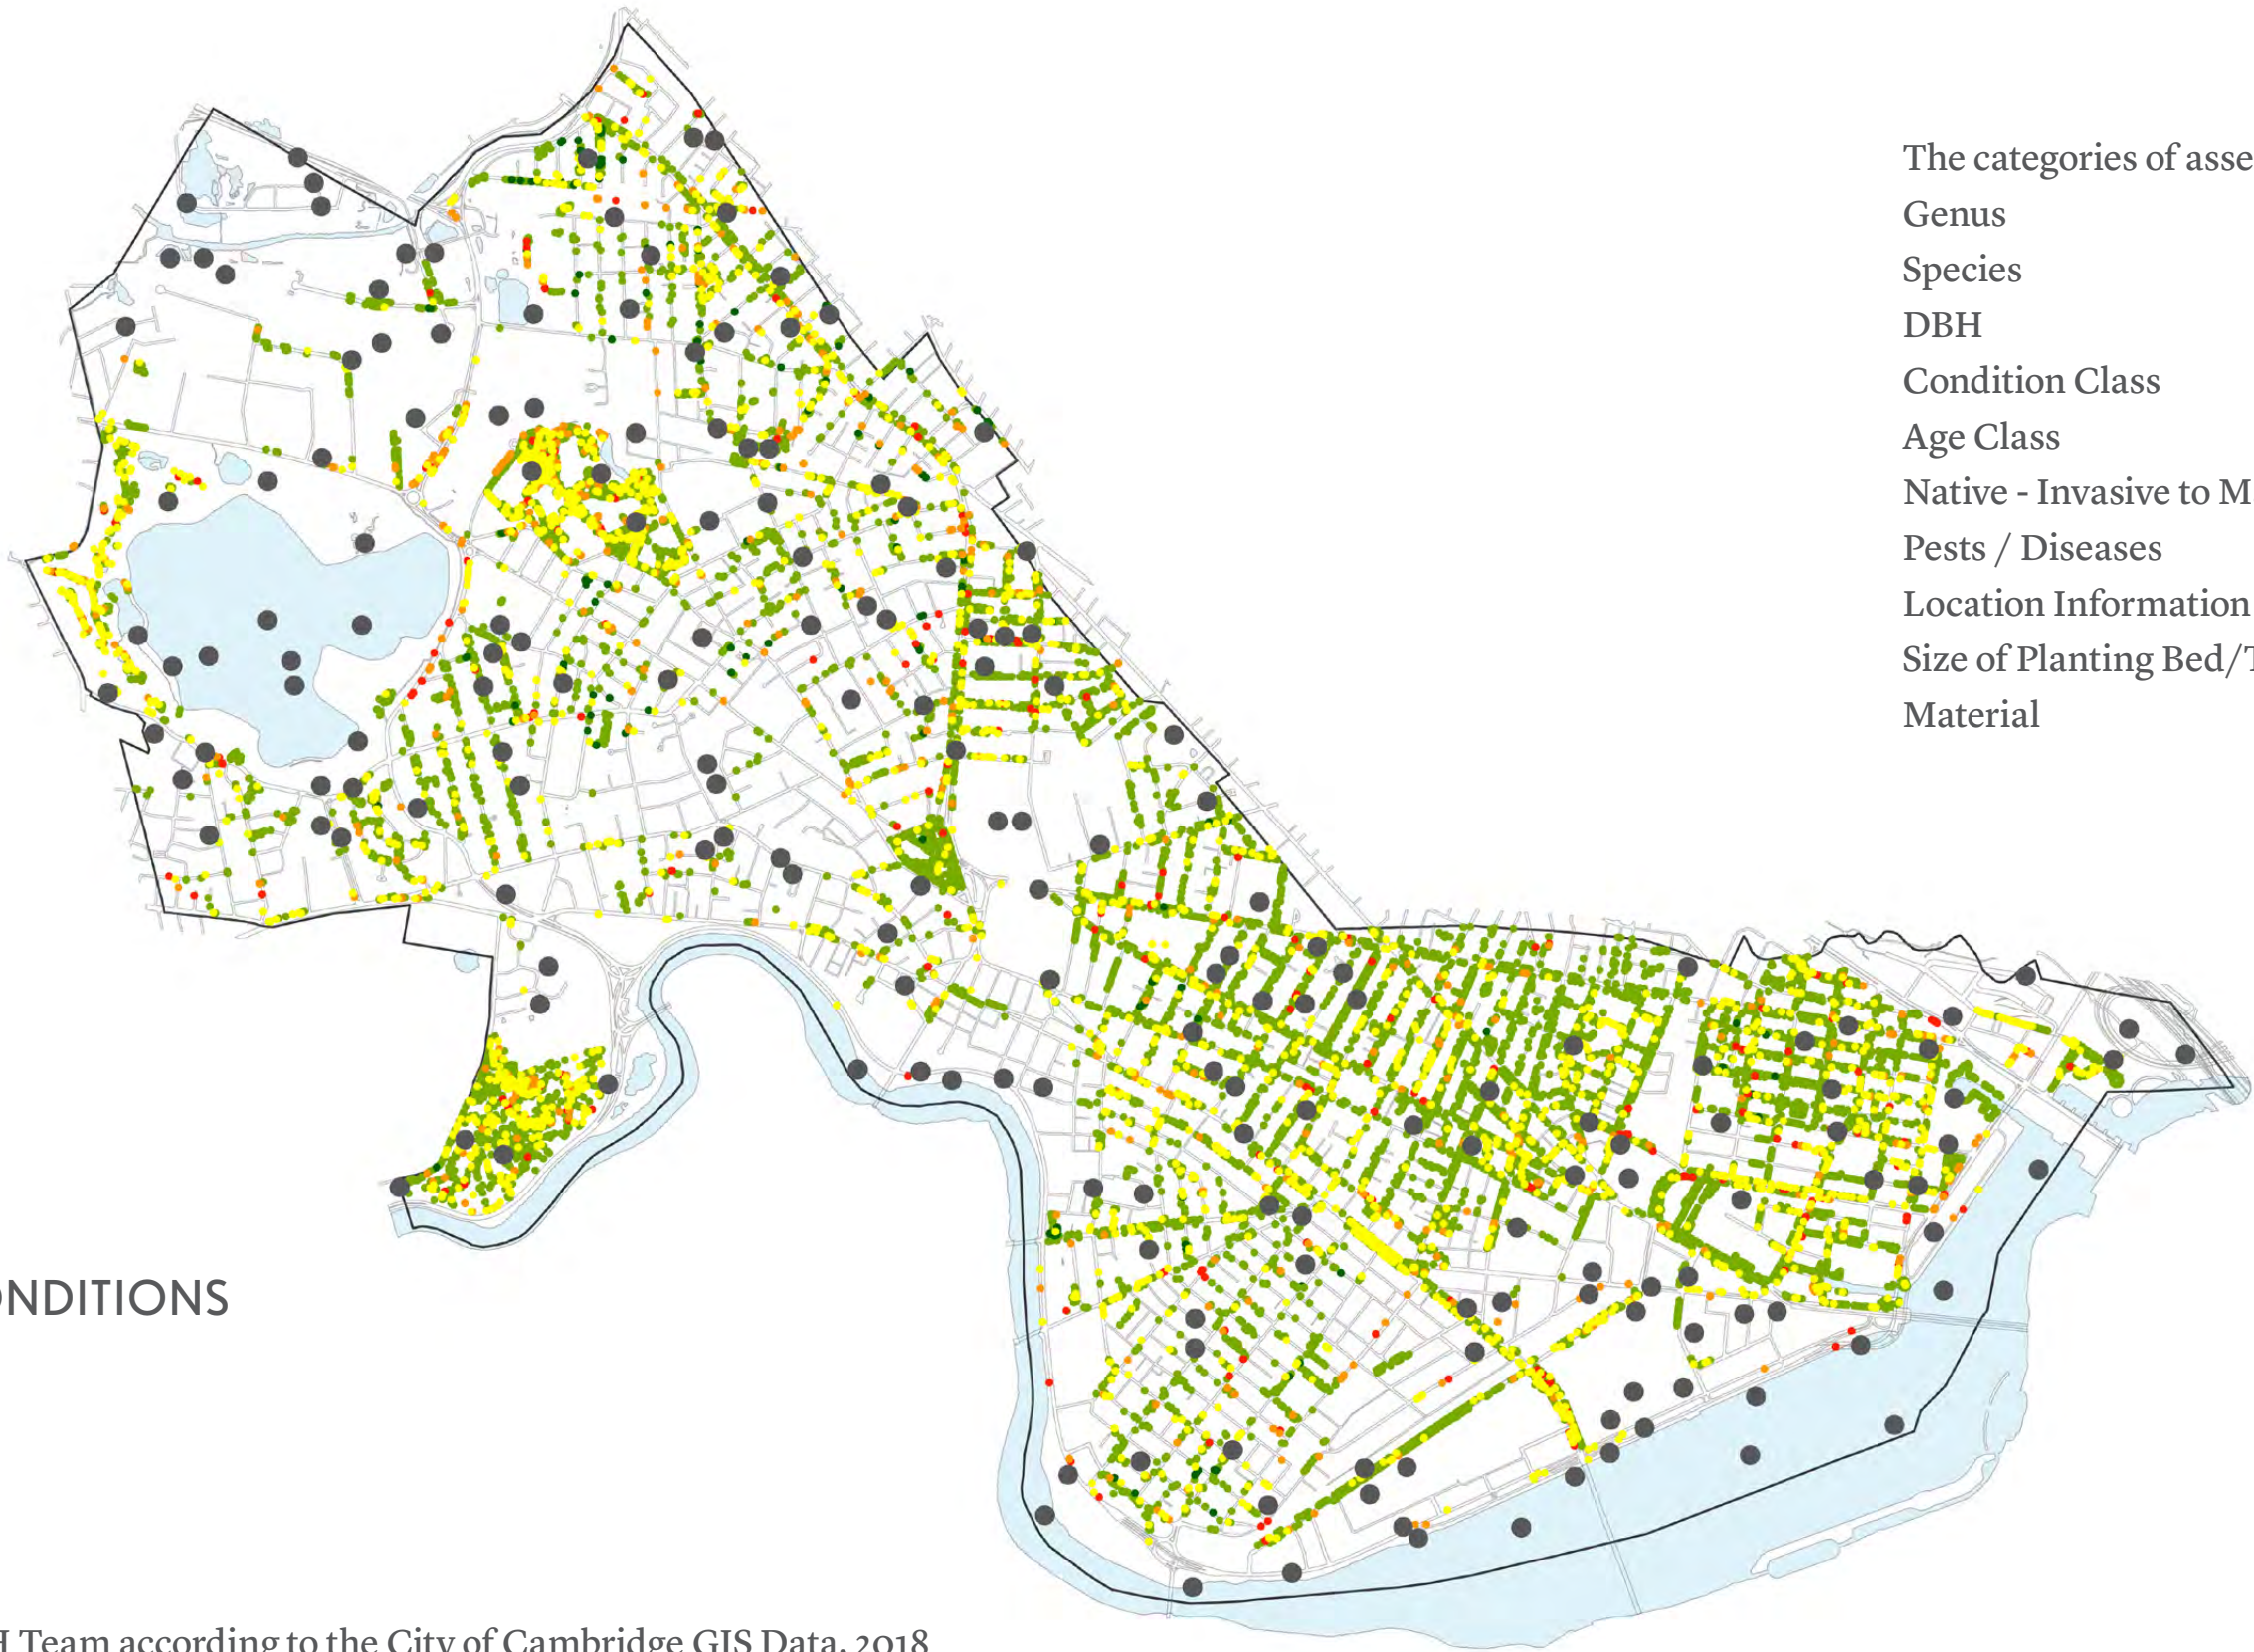 The categories of asse
Genus
Species
DBH
Condition Class
Age Class
Native - Invasive to M
Pests / Diseases
Location Information
Size of Planting Bed/T
Material
ONDITIONS
H Team according to the City of Cambridge GIS Data, 2018